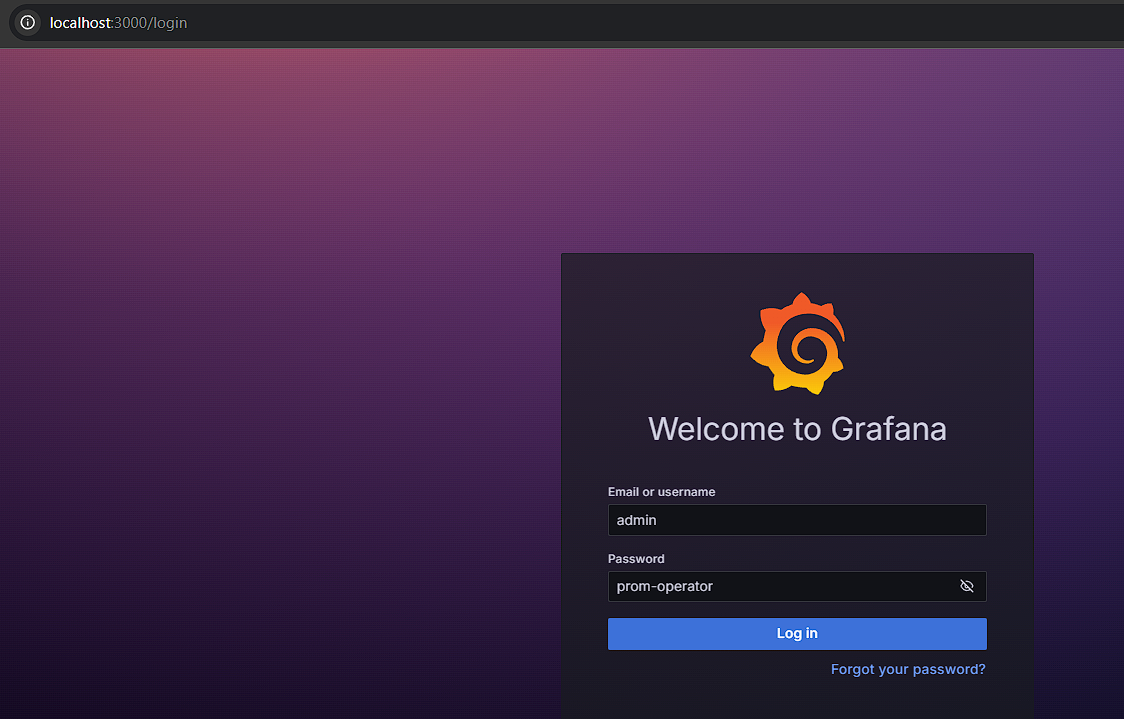 localhost:3000/login
Welcome to Grafana
Email or username
admin
Password
prom-operator
Log in
Forgot your password?